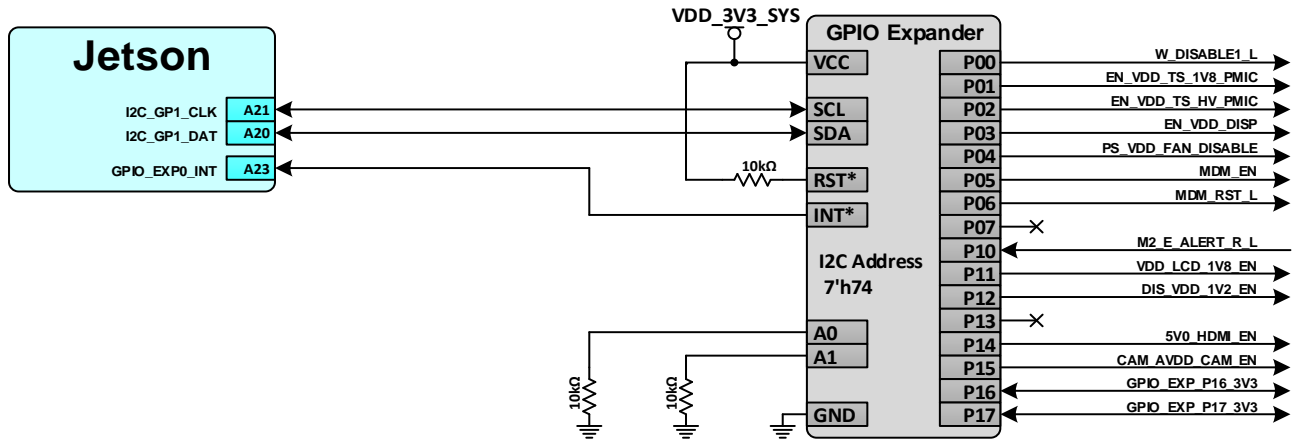 VDD_3V3_SYS
Jetson
I2C_GP1_CLK A21
I2C_GP1_DAT A20
GPIO_EXP0_INT A23
10kΩ
10kΩ
10kΩ
GPIO Expander
VCC
SCL
SDA
RST*
INT*
I2C Address
7'h74
A0
A1
GND
P00 W_DISABLE1_L
P01 EN_VDD_TS_1V8_PMIC
P02 EN_VDD_TS_HV_PMIC
P03 EN_VDD_DISP
P04 PS_VDD_FAN_DISABLE
P05 MDM_EN
P06 MDM_RST_L
P07
P10 M2_E_ALERT_R_L
P11 VDD_LCD_1V8_EN
P12 DIS_VDD_1V2_EN
P13
P14 5V0_HDMI_EN
P15 CAM_AVDD_CAM_EN
P16 GPIO_EXP_P16_3V3
P17 GPIO_EXP_P17_3V3